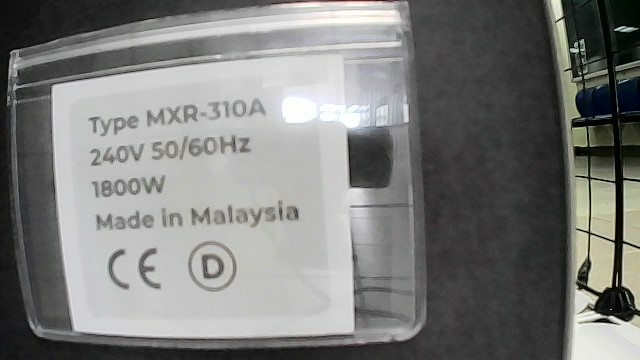 Type MXR-310A
240V 50/60Hz
1800W
Made in Malaysia
CE D